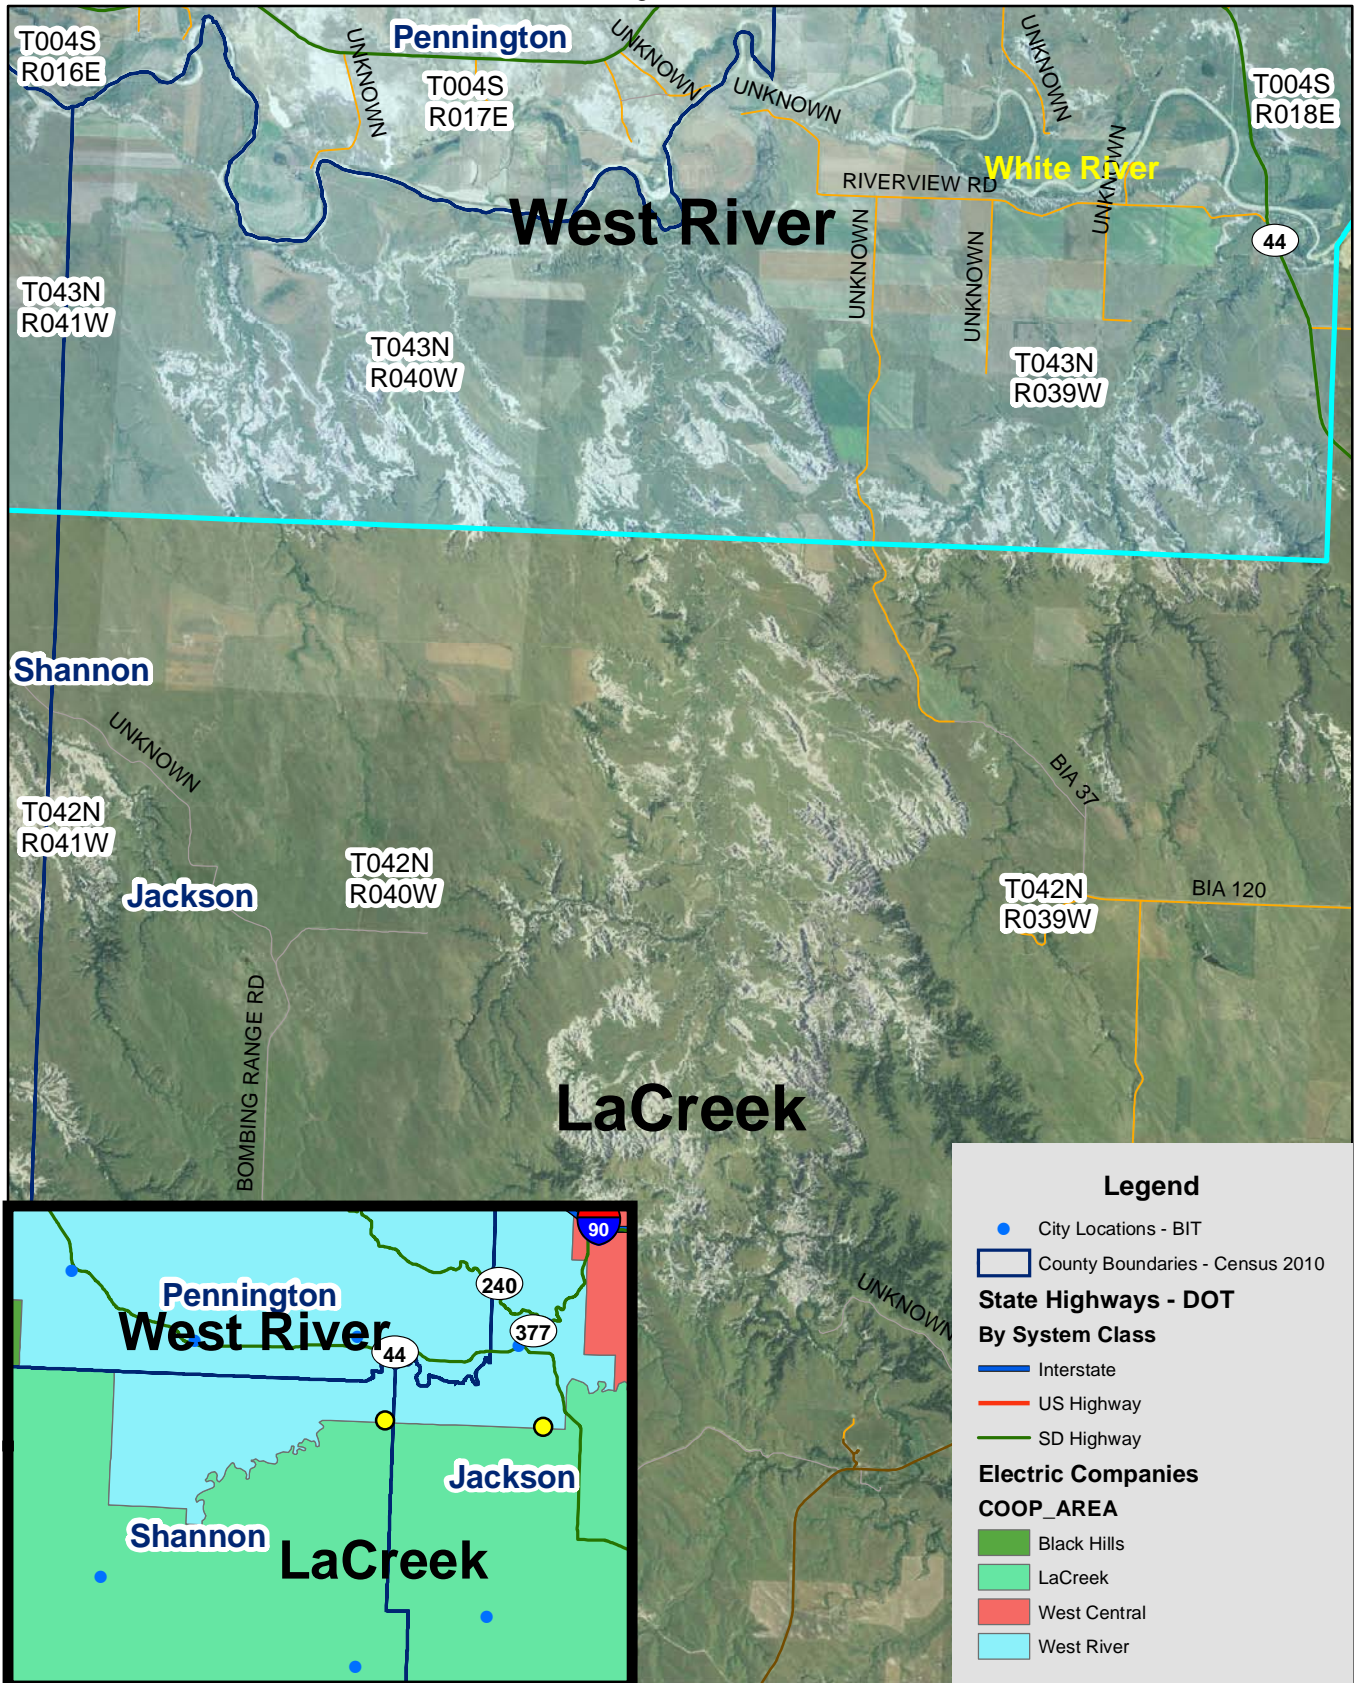 Pennington
T004S
R016E
T004S
R017E
T004S
R018E
UNKNOWN
UNKNOWN
UNKNOWN
UNKNOWN
UNKNOWN
White River
RIVERVIEW RD
West River
44
UNKNOWN
UNKNOWN
T043N
R041W
T043N
R040W
T043N
R039W
Shannon
UNKNOWN
BIA 37
T042N
R041W
T042N
R040W
Jackson
T042N
R039W
BIA 120
BOMBING RANGE RD
LaCreek
UNKNOWN
90
240
Pennington
West River
377
44
Jackson
Shannon
LaCreek
Legend
City Locations - BIT
County Boundaries - Census 2010
State Highways - DOT
By System Class
Interstate
US Highway
SD Highway
Electric Companies
COOP_AREA
Black Hills
LaCreek
West Central
West River